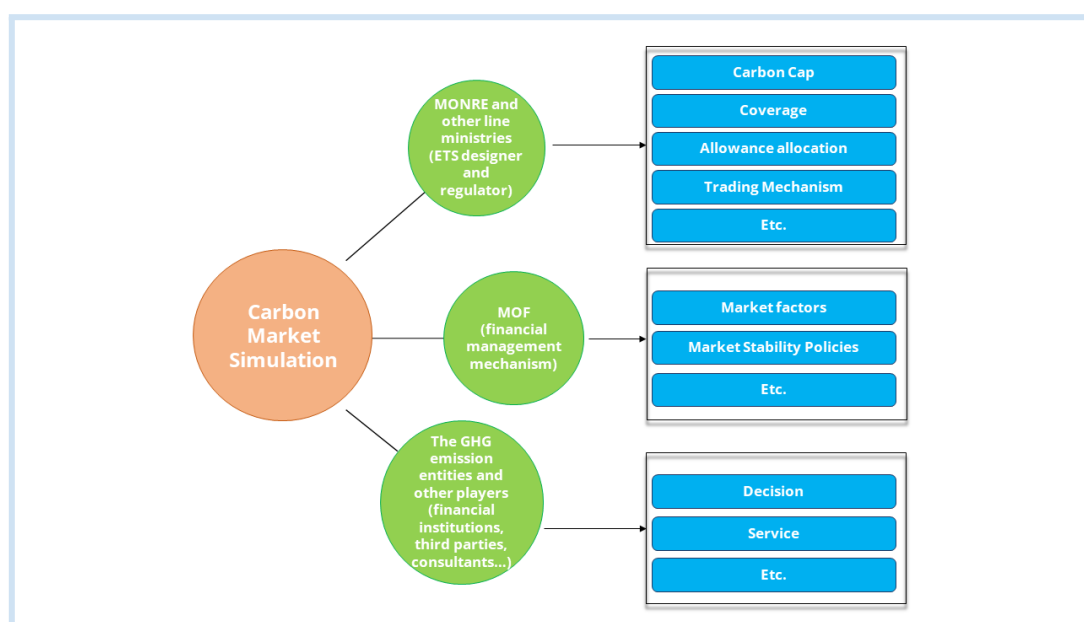 MONRE and
other line
ministries
(ETS designer
and
regulator)
Carbon Cap
Coverage
Allowance allocation
Trading Mechanism
Etc.
Carbon
Market
Simulation
MOF
(financial
management
mechanism)
Market factors
Market Stability Policies
Etc.
The GHG
emission
entities and
other players
(financial
institutions,
third parties,
consultants...)
Decision
Service
Etc.